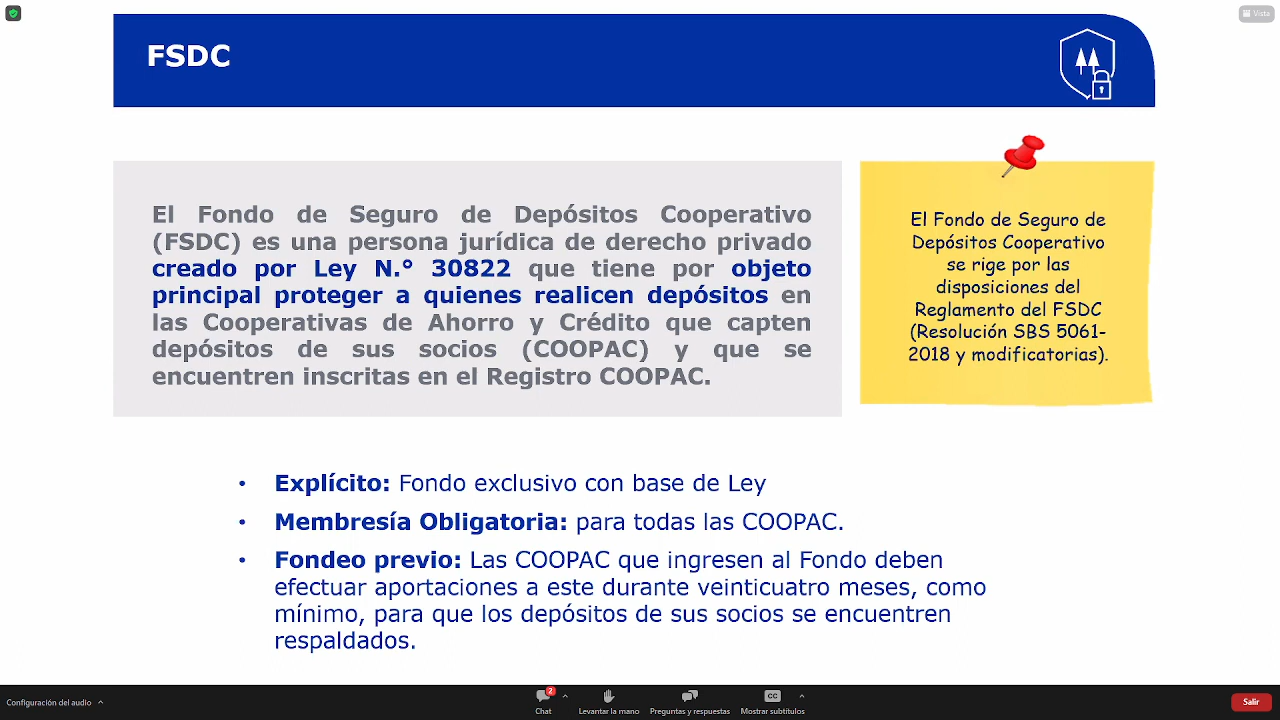 Vista
FSDC
El Fondo de Seguro de Depósitos Cooperativo
(FSDC) es una persona jurídica de derecho privado
creado por Ley N.° 30822 que tiene por objeto
principal proteger a quienes realicen depósitos en
las Cooperativas de Ahorro y Crédito que capten
depósitos de sus socios (COOPAC) y que se
encuentren inscritas en el Registro COOPAC.
El Fondo de Seguro de
Depósitos Cooperativo
se rige por las
disposiciones del
Reglamento del FSDC
(Resolución SBS 5061-
2018 y modificatorias).
• Explícito: Fondo exclusivo con base de Ley
• Membresía Obligatoria: para todas las COOPAC.
• Fondeo previo: Las COOPAC que ingresen al Fondo deben
efectuar aportaciones a este durante veinticuatro meses, como
mínimo, para que los depósitos de sus socios se encuentren
respaldados.
Configuración del audio
2
Chat
Levantar la mano
Preguntas y respuestas
CC
Mostrar subtítulos
Salir